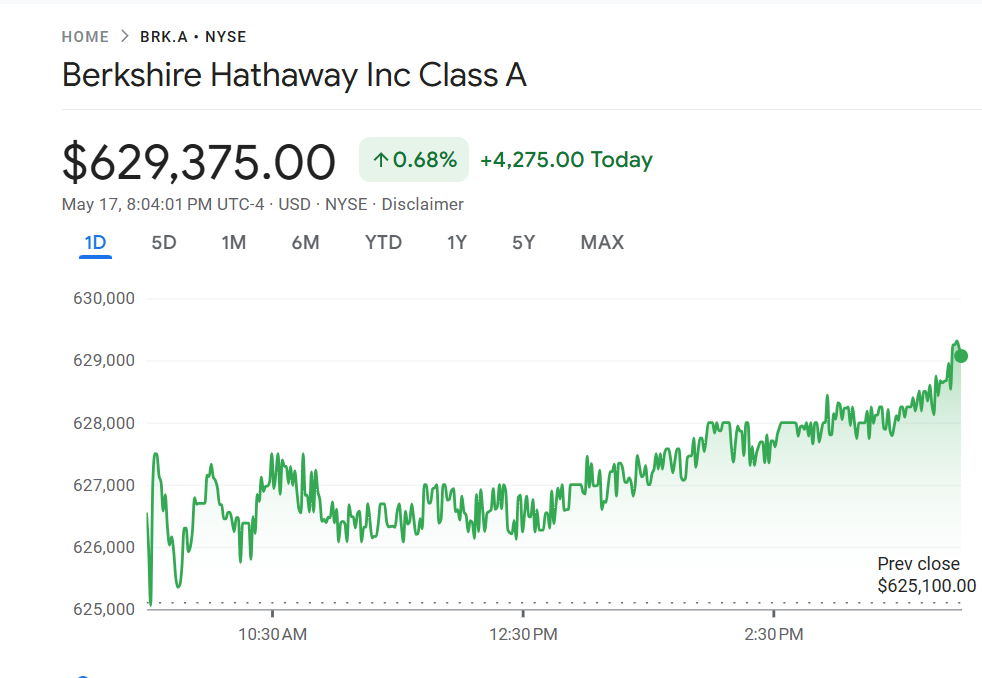 HOME > BRK.A • NYSE
Berkshire Hathaway Inc Class A
$629,375.00 ↑0.68% +4,275.00 Today
May 17, 8:04:01 PM UTC-4 · USD · NYSE · Disclaimer
1D 5D 1M 6M YTD 1Y 5Y MAX
630,000
629,000
628,000
627,000
626,000
Prev close
$625,100.00
625,000
10:30 AM 12:30 PM 2:30 PM